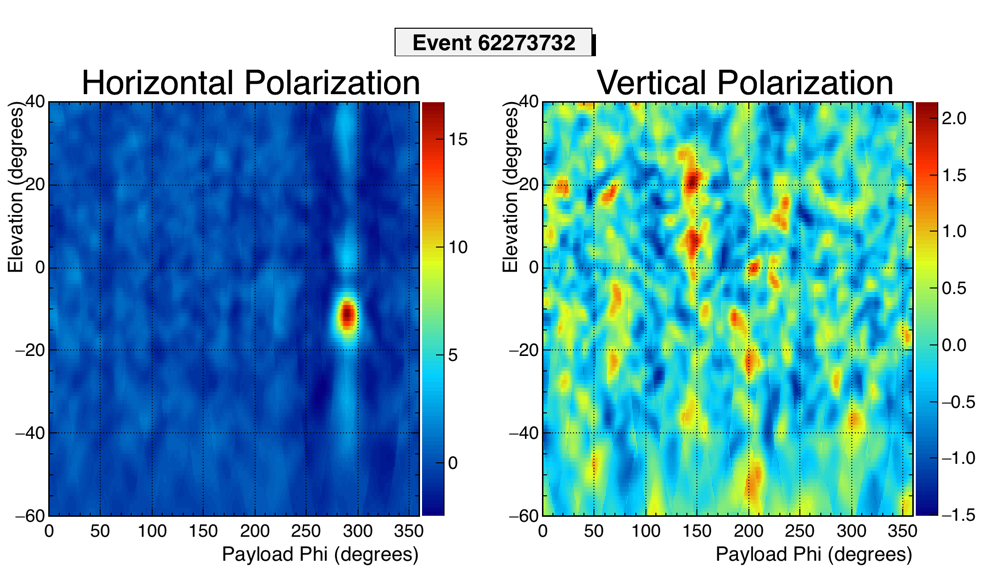 Event 62273732
Horizontal Polarization
Elevation (degrees)
40
20
0
−20
−40
−60
0 50 100 150 200 250 300 350
Payload Phi (degrees)
15
10
5
0
Vertical Polarization
Elevation (degrees)
40
20
0
−20
−40
−60
0 50 100 150 200 250 300 350
Payload Phi (degrees)
2.0
1.5
1.0
0.5
0.0
−0.5
−1.0
−1.5